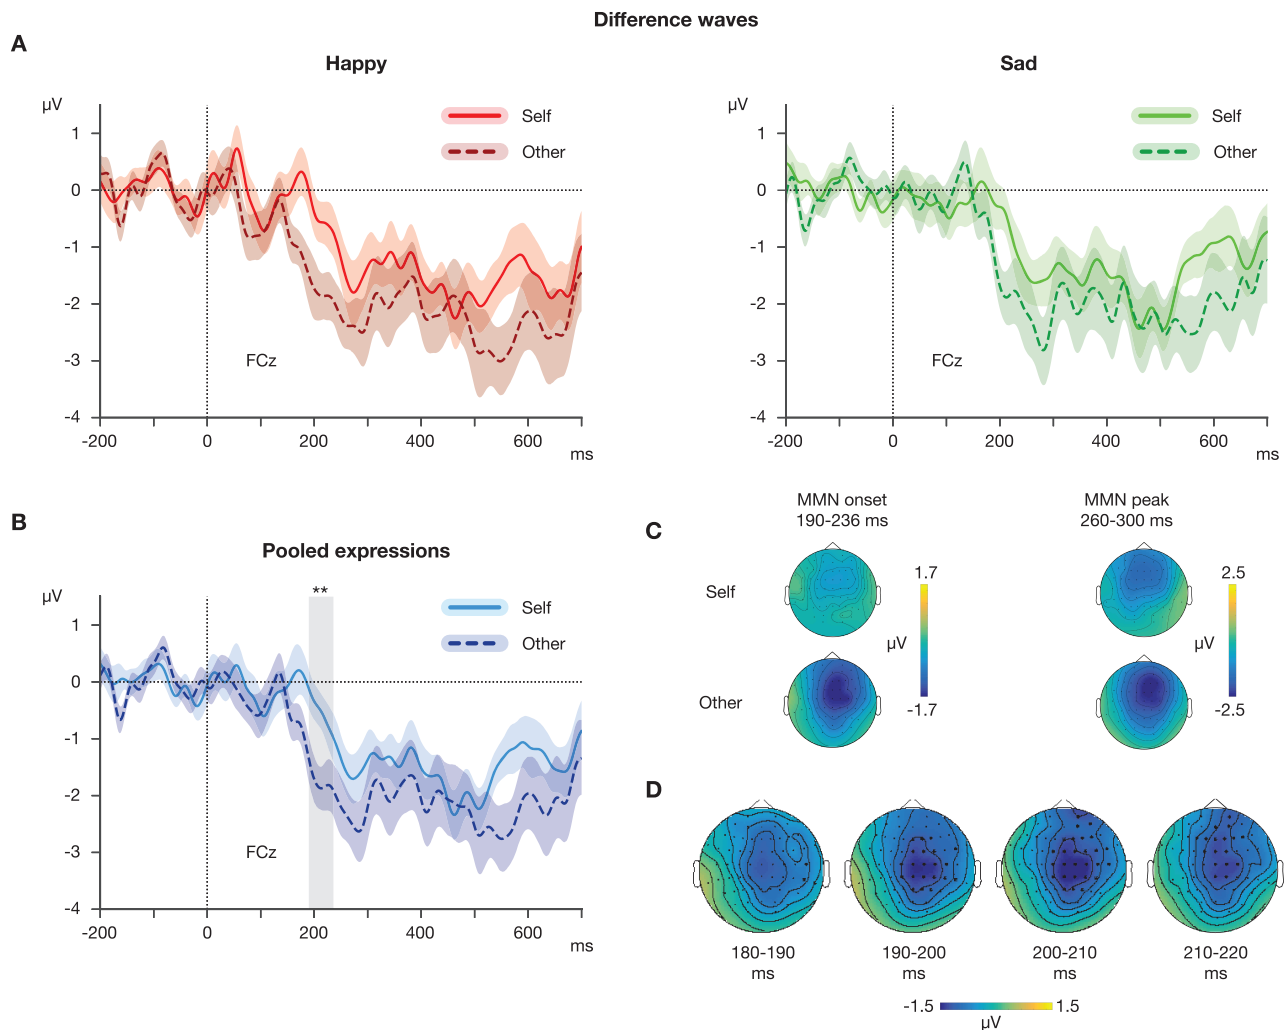 Difference waves
A
Happy
µV
Self
Other
1
0
-1
-2
-3
-4
FCz
-200
0
200
400
600
ms
Sad
µV
Self
Other
1
0
-1
-2
-3
-4
FCz
-200
0
200
400
600
ms
B
Pooled expressions
µV
**
Self
Other
1
0
-1
-2
-3
-4
FCz
-200
0
200
400
600
ms
C
MMN onset
190-236 ms
MMN peak
260-300 ms
Self
Other
1.7
µV
-1.7
2.5
µV
-2.5
D
180-190
ms
190-200
ms
200-210
ms
210-220
ms
-1.5
1.5
µV